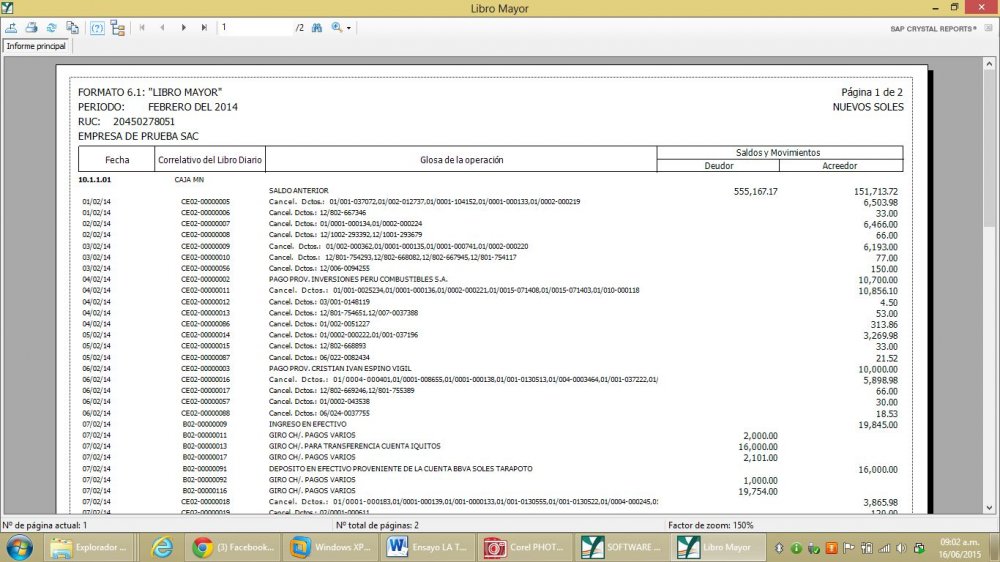 Libro Mayor
1 /2
SAP CRYSTAL REPORTS®
Informe principal
FORMATO 6.1: "LIBRO MAYOR" Página 1 de 2
PERIODO: FEBRERO DEL 2014 NUEVOS SOLES
RUC: 20450278051
EMPRESA DE PRUEBA SAC
Fecha Correlativo del Libro Diario Glosa de la operación Saldos y Movimientos
Deudor Acreedor
10.1.1.01 CAJA MN
SALDO ANTERIOR 555,167.17 151,713.72
01/02/14 CE02-00000005 Cancel. Dctos.: 01/001-037072,01/002-012737,01/0001-104152,01/0001-000133,01/0002-000219 6,503.98
01/02/14 CE02-00000006 Cancel. Dctos.: 12/802-667346 33.00
02/02/14 CE02-00000007 Cancel. Dctos.: 01/0001-000134,01/0002-000224 6,466.00
02/02/14 CE02-00000008 Cancel. Dctos.: 12/1002-293392,12/1001-293679 66.00
03/02/14 CE02-00000009 Cancel. Dctos.: 01/002-000362,01/0001-000135,01/0001-000741,01/0002-000220 6,193.00
03/02/14 CE02-00000010 Cancel. Dctos.: 12/801-754293,12/802-668082,12/802-667945,12/801-754117 77.00
03/02/14 CE02-00000056 Cancel. Dctos.: 12/006-0094255 150.00
04/02/14 CE02-00000002 PAGO PROV. INVERSIONES PERU COMBUSTIBLES S.A. 10,700.00
04/02/14 CE02-00000011 Cancel. Dctos.: 01/001-0025234,01/0001-000136,01/0002-000221,01/0015-071408,01/0015-071403,01/010-000118 10,856.10
04/02/14 CE02-00000012 Cancel. Dctos.: 03/001-0148119 4.50
04/02/14 CE02-00000013 Cancel. Dctos.: 12/801-754651,12/007-0037388 53.00
04/02/14 CE02-00000086 Cancel. Dctos.: 01/002-0051227 313.86
05/02/14 CE02-00000014 Cancel. Dctos.: 01/0002-000222,01/001-037196 3,269.98
05/02/14 CE02-00000015 Cancel. Dctos.: 12/802-668893 33.00
05/02/14 CE02-00000087 Cancel. Dctos.: 06/022-0082434 21.52
06/02/14 CE02-00000003 PAGO PROV. CRISTIAN IVAN ESPINO VIGIL 10,000.00
06/02/14 CE02-00000016 Cancel. Dctos.: 01/0004-000401,01/0001-008655,01/0001-000138,01/001-0130513,01/004-0003464,01/001-037222,01/ 5,898.98
06/02/14 CE02-00000017 Cancel. Dctos.: 12/802-669246,12/801-755389 66.00
06/02/14 CE02-00000057 Cancel. Dctos.: 01/0002-043538 30.00
06/02/14 CE02-00000088 Cancel. Dctos.: 06/024-0037755 18.53
07/02/14 B02-00000009 INGRESO EN EFECTIVO 19,845.00
07/02/14 B02-00000011 GIRO CH/. PAGOS VARIOS 2,000.00
07/02/14 B02-00000013 GIRO CH/. PARA TRANSFERENCIA CUENTA IQUITOS 16,000.00
07/02/14 B02-00000017 GIRO CH/. PAGOS VARIOS 2,101.00
07/02/14 B02-00000091 DEPOSITO EN EFECTIVO PROVENIENTE DE LA CUENTA BBVA SOLES TARAPOTO 16,000.00
07/02/14 B02-00000092 GIRO CH/. PAGOS VARIOS 1,000.00
07/02/14 B02-00000116 GIRO CH/. PAGOS VARIOS 19,754.00
07/02/14 CE02-00000018 Cancel. Dctos.: 01/0001-000183,01/0001-000139,01/001-0000133,01/001-0130555,01/001-0130522,01/0004-000245,0: 3,865.98
07/02/14 CE02-00000019 Cancel. Dctos.: 02/0001-000611 120.00
Nº de página actual: 1 Nº total de páginas: 2 Factor de zoom: 150%
Explorador ... (3) Facebook... Windows XP... Ensayo LA T... Corel PHOT... SOFTWARE ... Libro Mayor 09:02 a.m.
16/06/2015